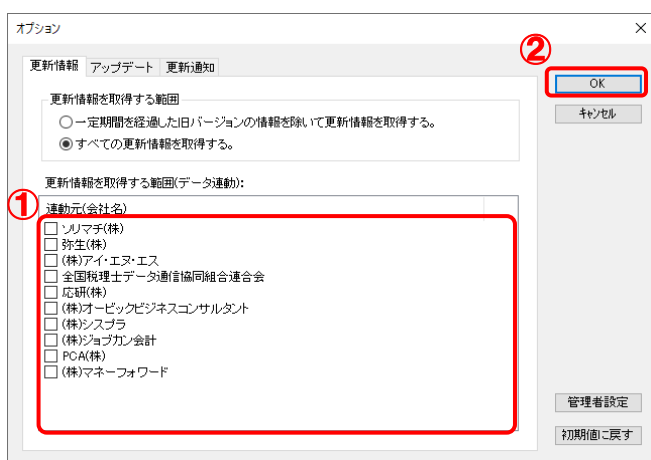 オプション
②
更新情報 アップデート 更新通知
OK
キャンセル
更新情報を取得する範囲
一定期間を経過した旧バージョンの情報を除いて更新情報を取得する。
すべての更新情報を取得する。
更新情報を取得する範囲(データ連動):
①
連動元(会社名)
ソリマチ(株)
弥生(株)
(株)アイ・エヌ・エス
全国税理士データ通信協同組合連合会
応研(株)
(株)オービックビジネスコンサルタント
(株)シスプラ
(株)ジョブカン会計
PCA(株)
(株)マネーフォワード
管理者設定
初期値に戻す